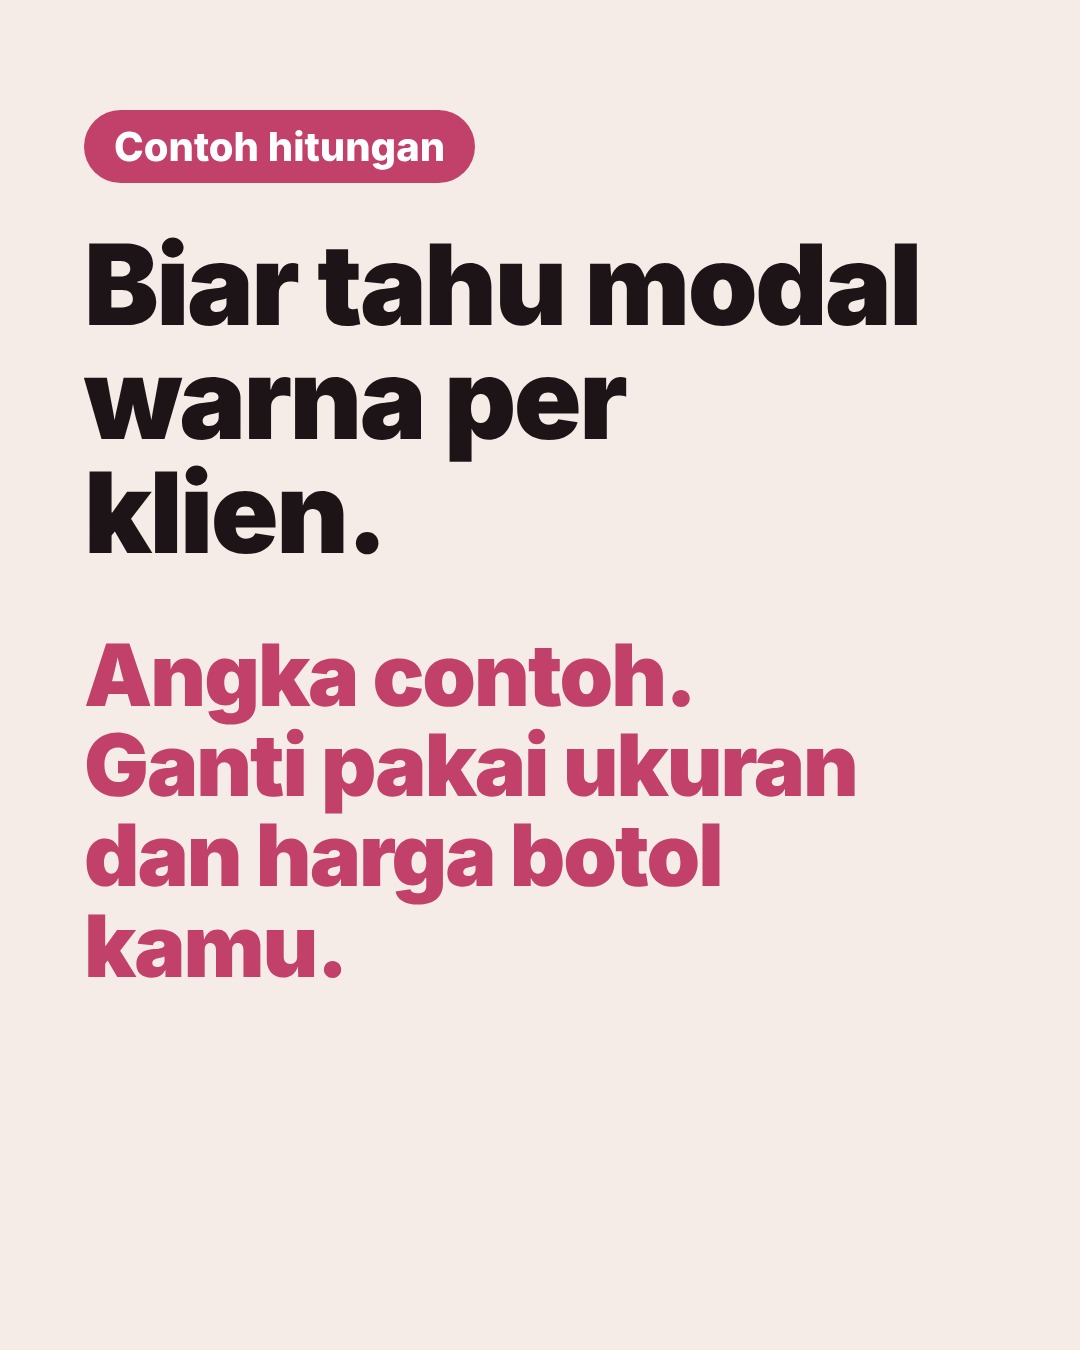 Contoh hitungan
Biar tahu modal
warna per
klien.
Angka contoh.
Ganti pakai ukuran
dan harga botol
kamu.